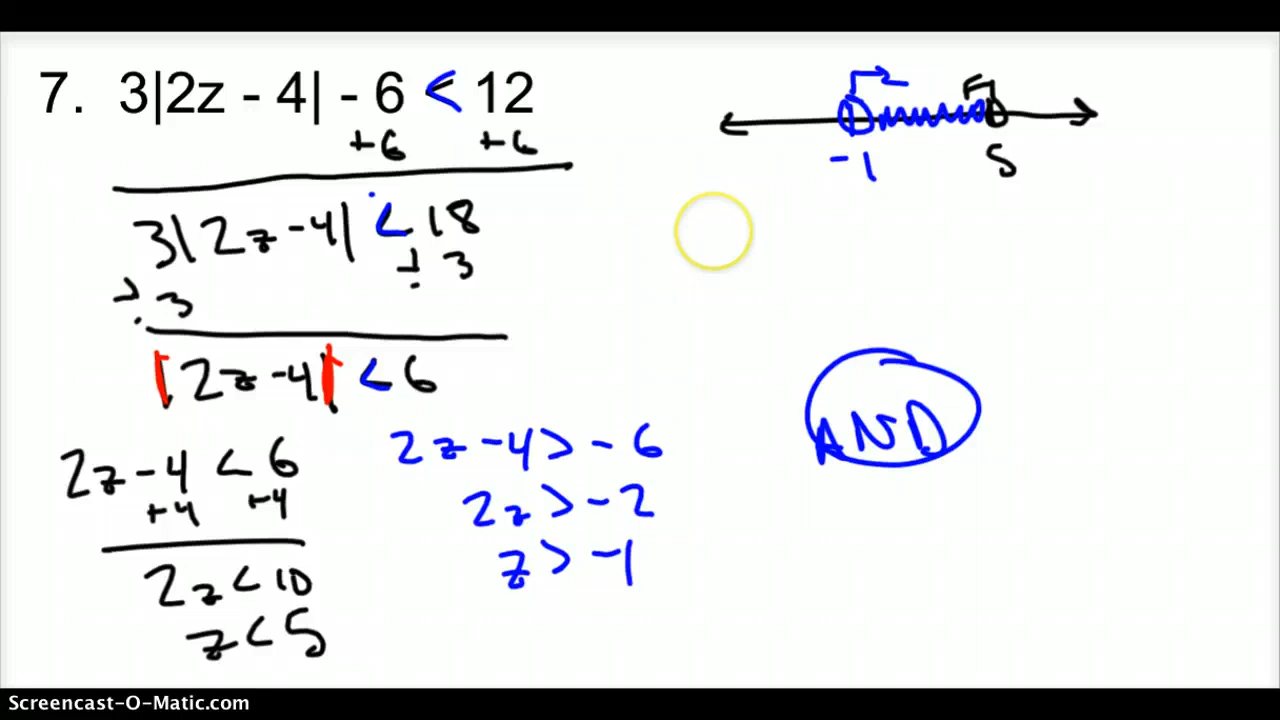 7. 3|2z - 4| - 6 < 12
+6 +6
3|2z-4| < 18
÷3 ÷3
|2z-4| < 6
2z-4 < 6
+4 +4
2z < 10
z < 5
2z-4 > -6
2z > -2
z > -1
-1 5
AND
Screencast-O-Matic.com